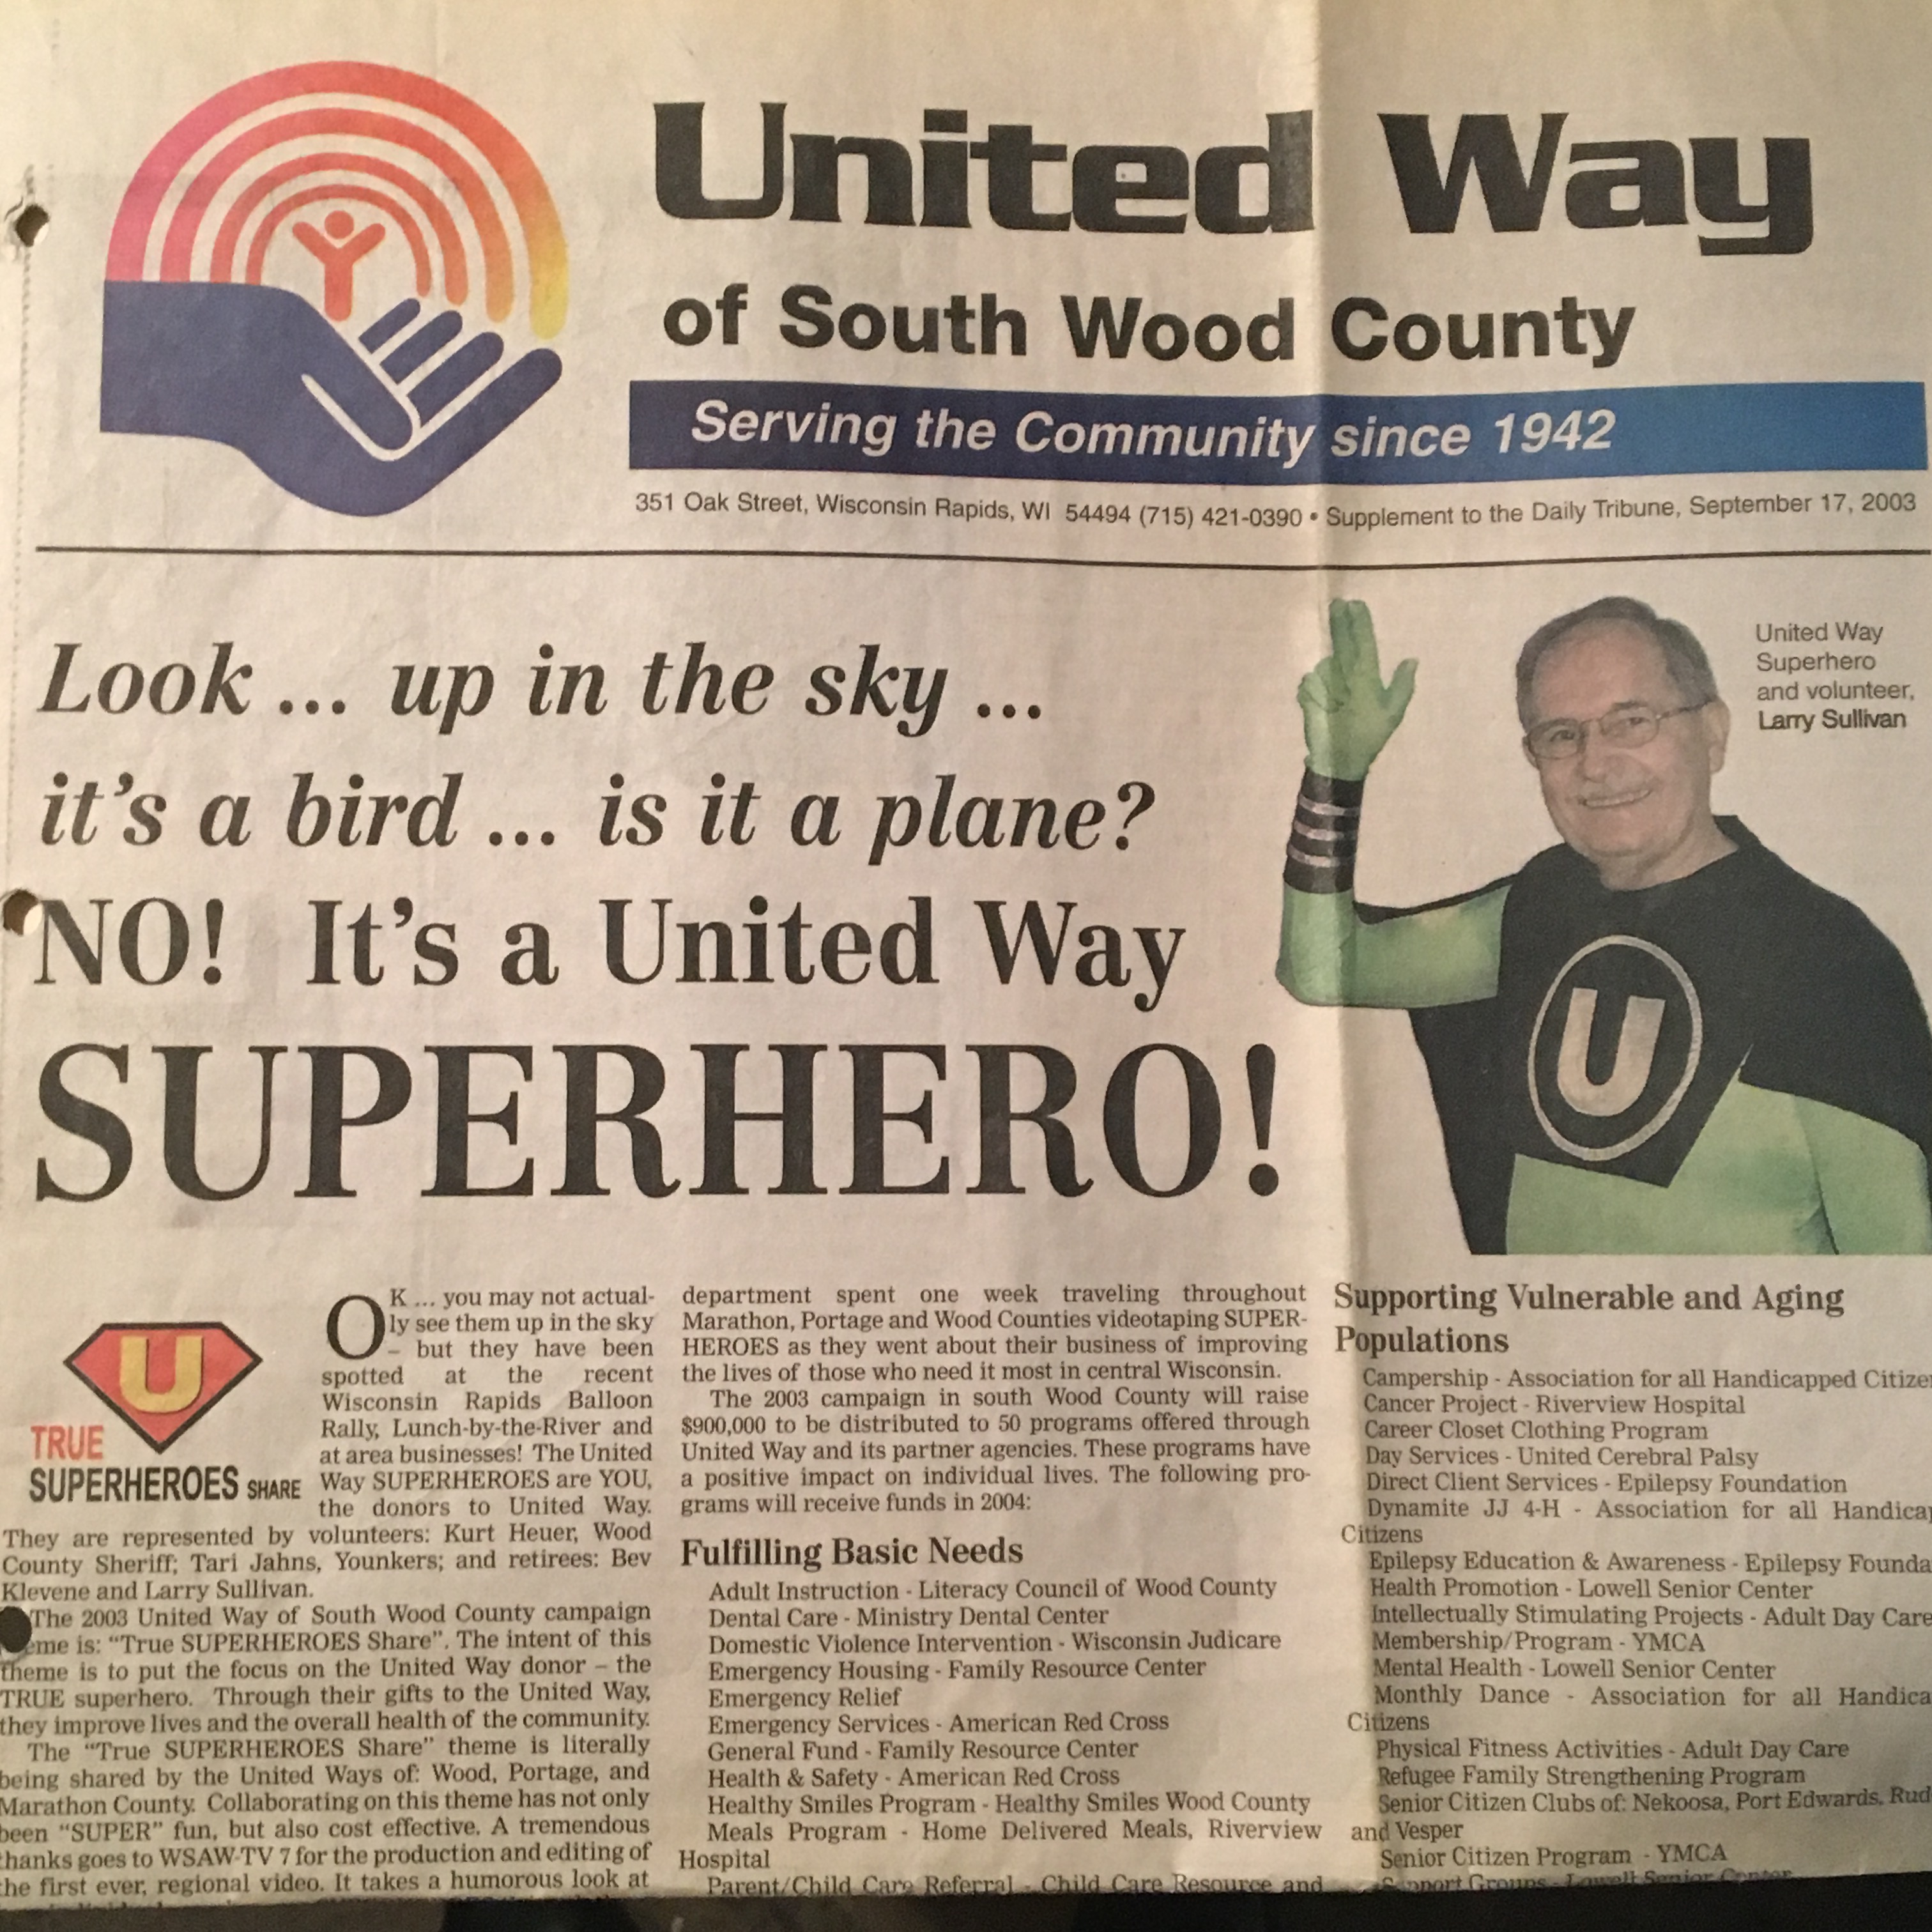 United Way
of South Wood County
Serving the Community since 1942
351 Oak Street, Wisconsin Rapids, WI 54494 (715) 421-0390 • Supplement to the Daily Tribune, September 17, 2003
Look ... up in the sky ...
it's a bird ... is it a plane?
NO! It's a United Way
SUPERHERO!
United Way
Superhero
and volunteer,
Larry Sullivan
U
U
TRUE
SUPERHEROES SHARE
OK ... you may not actual-
ly see them up in the sky
– but they have been
spotted at the recent
Wisconsin Rapids Balloon
Rally, Lunch-by-the-River and
at area businesses! The United
Way SUPERHEROES are YOU,
the donors to United Way.
They are represented by volunteers: Kurt Heuer, Wood
County Sheriff; Tari Jahns, Younkers; and retirees: Bev
Klevene and Larry Sullivan.
The 2003 United Way of South Wood County campaign
eme is: "True SUPERHEROES Share". The intent of this
theme is to put the focus on the United Way donor – the
TRUE superhero. Through their gifts to the United Way,
they improve lives and the overall health of the community.
The "True SUPERHEROES Share" theme is literally
being shared by the United Ways of: Wood, Portage, and
Marathon County. Collaborating on this theme has not only
been "SUPER" fun, but also cost effective. A tremendous
thanks goes to WSAW-TV 7 for the production and editing of
the first ever, regional video. It takes a humorous look at
department spent one week traveling throughout
Marathon, Portage and Wood Counties videotaping SUPER-
HEROES as they went about their business of improving
the lives of those who need it most in central Wisconsin.
The 2003 campaign in south Wood County will raise
$900,000 to be distributed to 50 programs offered through
United Way and its partner agencies. These programs have
a positive impact on individual lives. The following pro-
grams will receive funds in 2004:
Fulfilling Basic Needs
Adult Instruction - Literacy Council of Wood County
Dental Care - Ministry Dental Center
Domestic Violence Intervention - Wisconsin Judicare
Emergency Housing - Family Resource Center
Emergency Relief
Emergency Services - American Red Cross
General Fund - Family Resource Center
Health & Safety - American Red Cross
Healthy Smiles Program - Healthy Smiles Wood County
Meals Program - Home Delivered Meals, Riverview
Hospital
Parent/Child Care Referral - Child Care Resource and
Supporting Vulnerable and Aging
Populations
Campership - Association for all Handicapped Citize
Cancer Project - Riverview Hospital
Career Closet Clothing Program
Day Services - United Cerebral Palsy
Direct Client Services - Epilepsy Foundation
Dynamite JJ 4-H - Association for all Handica
Citizens
Epilepsy Education & Awareness - Epilepsy Founda
Health Promotion - Lowell Senior Center
Intellectually Stimulating Projects - Adult Day Care
Membership/Program - YMCA
Mental Health - Lowell Senior Center
Monthly Dance - Association for all Handica
Citizens
Physical Fitness Activities - Adult Day Care
Refugee Family Strengthening Program
Senior Citizen Clubs of: Nekoosa, Port Edwards, Rud
and Vesper
Senior Citizen Program - YMCA
Support Groups - Lowell Senior Center